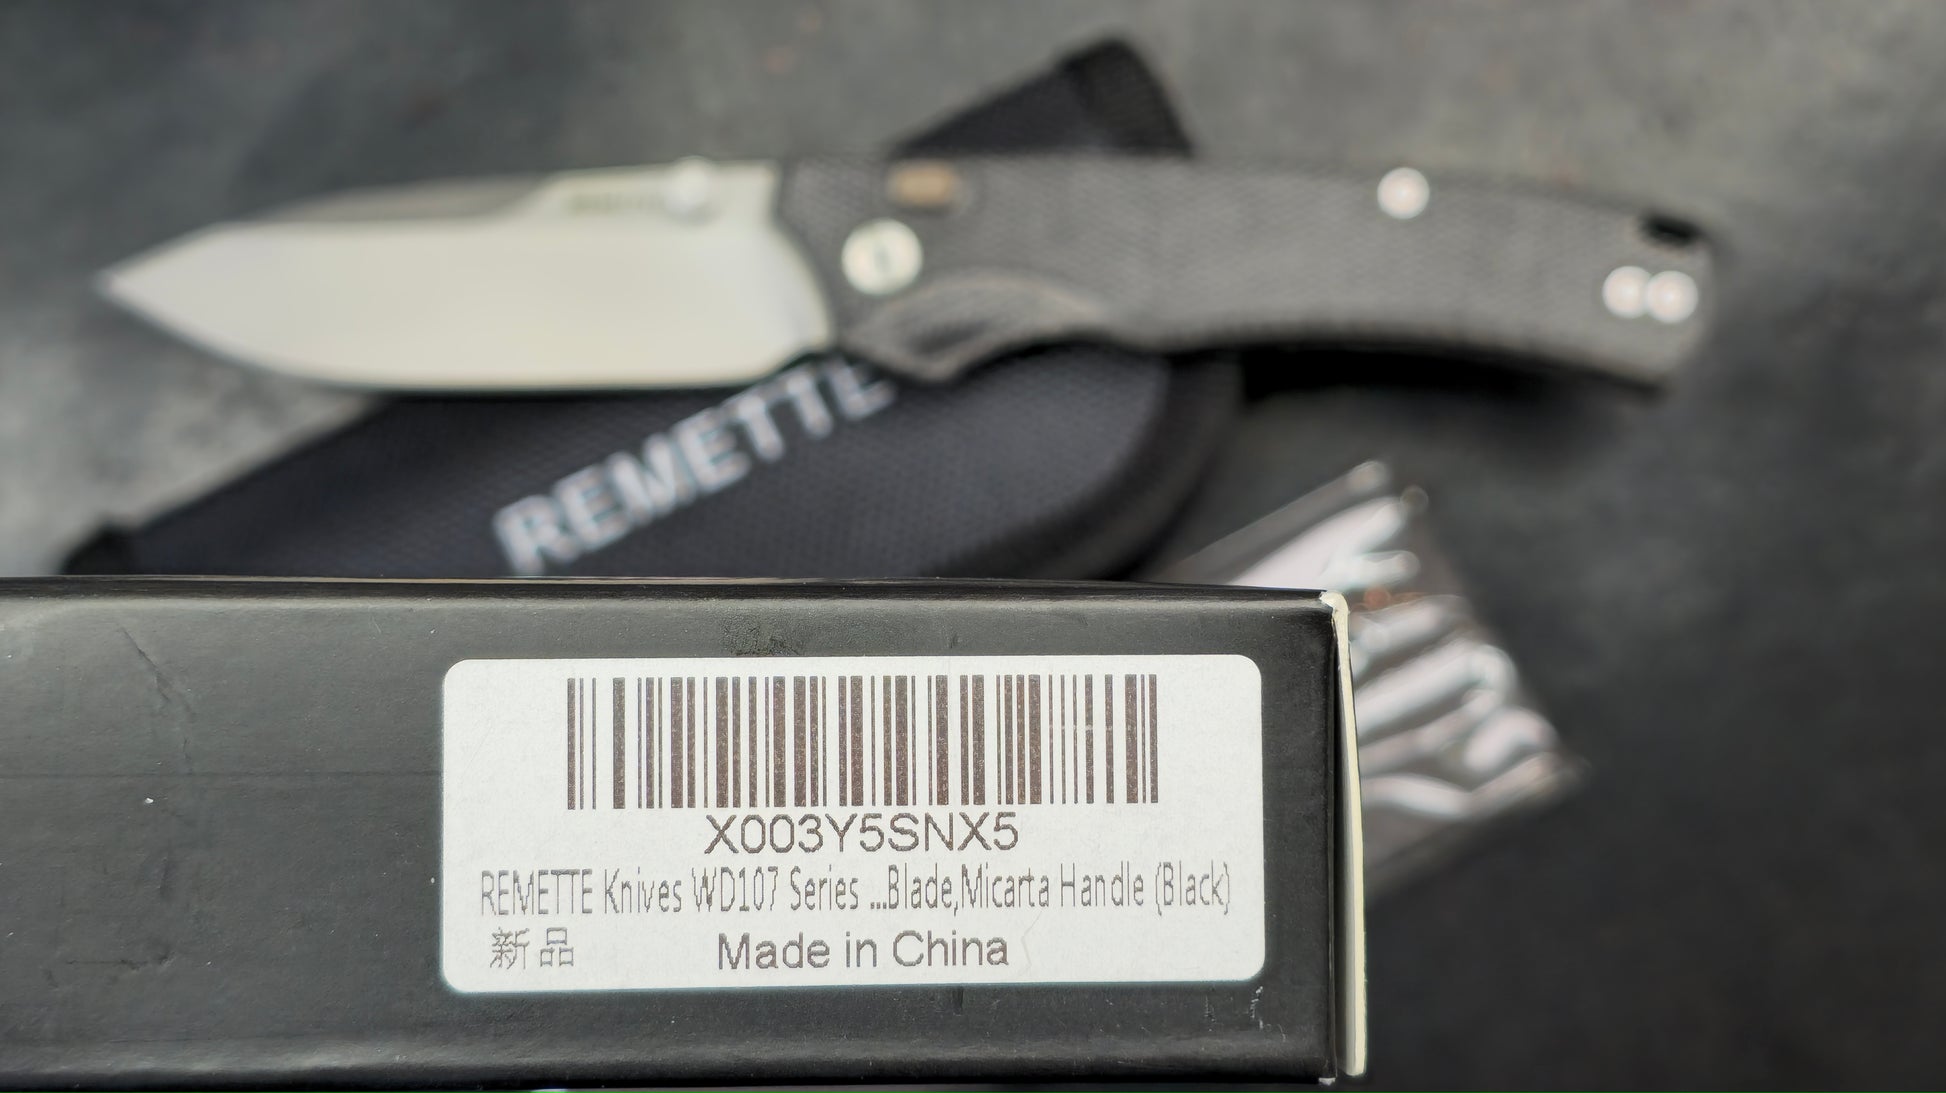 REMETTE
X003Y5SNX5
REMETTE Knives WD107 Series ...Blade,Micarta Handle (Black)
新品
Made in China